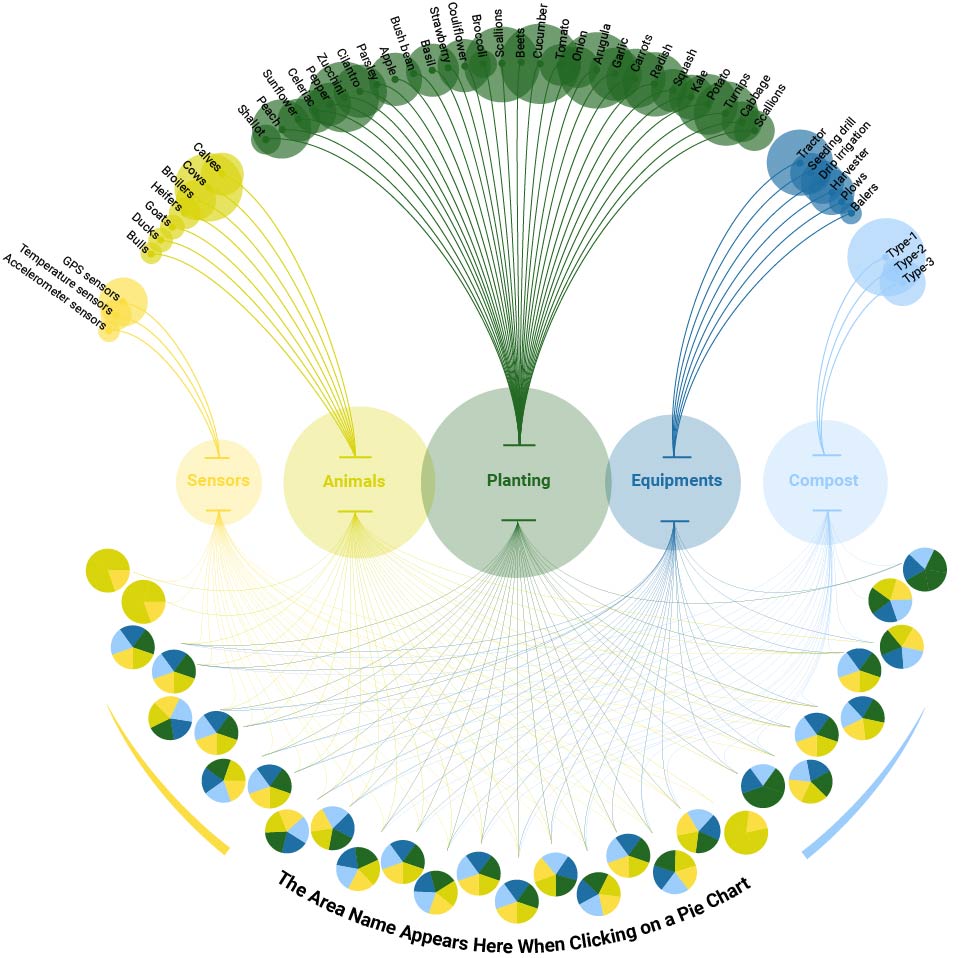 GPS sensors
Temperature sensors
Accelerometer sensors
Calves
Cows
Broilers
Heifers
Goats
Ducks
Bulls
Shallot
Peach
Sunflower
Celeriac
Pepper
Zucchini
Cilantro
Parsley
Apple
Bush bean
Basil
Strawberry
Couliflower
Broccoli
Scallions
Beets
Cucumber
Tomato
Onion
Arugula
Garlic
Carrots
Radish
Squash
Kale
Potato
Turnips
Cabbage
Scallions
Tractor
Seeding drill
Drip Irrigation
Harvester
Plows
Balers
Type-1
Type-2
Type-3
Sensors
Animals
Planting
Equipments
Compost
The Area Name Appears Here When Clicking on a Pie Chart